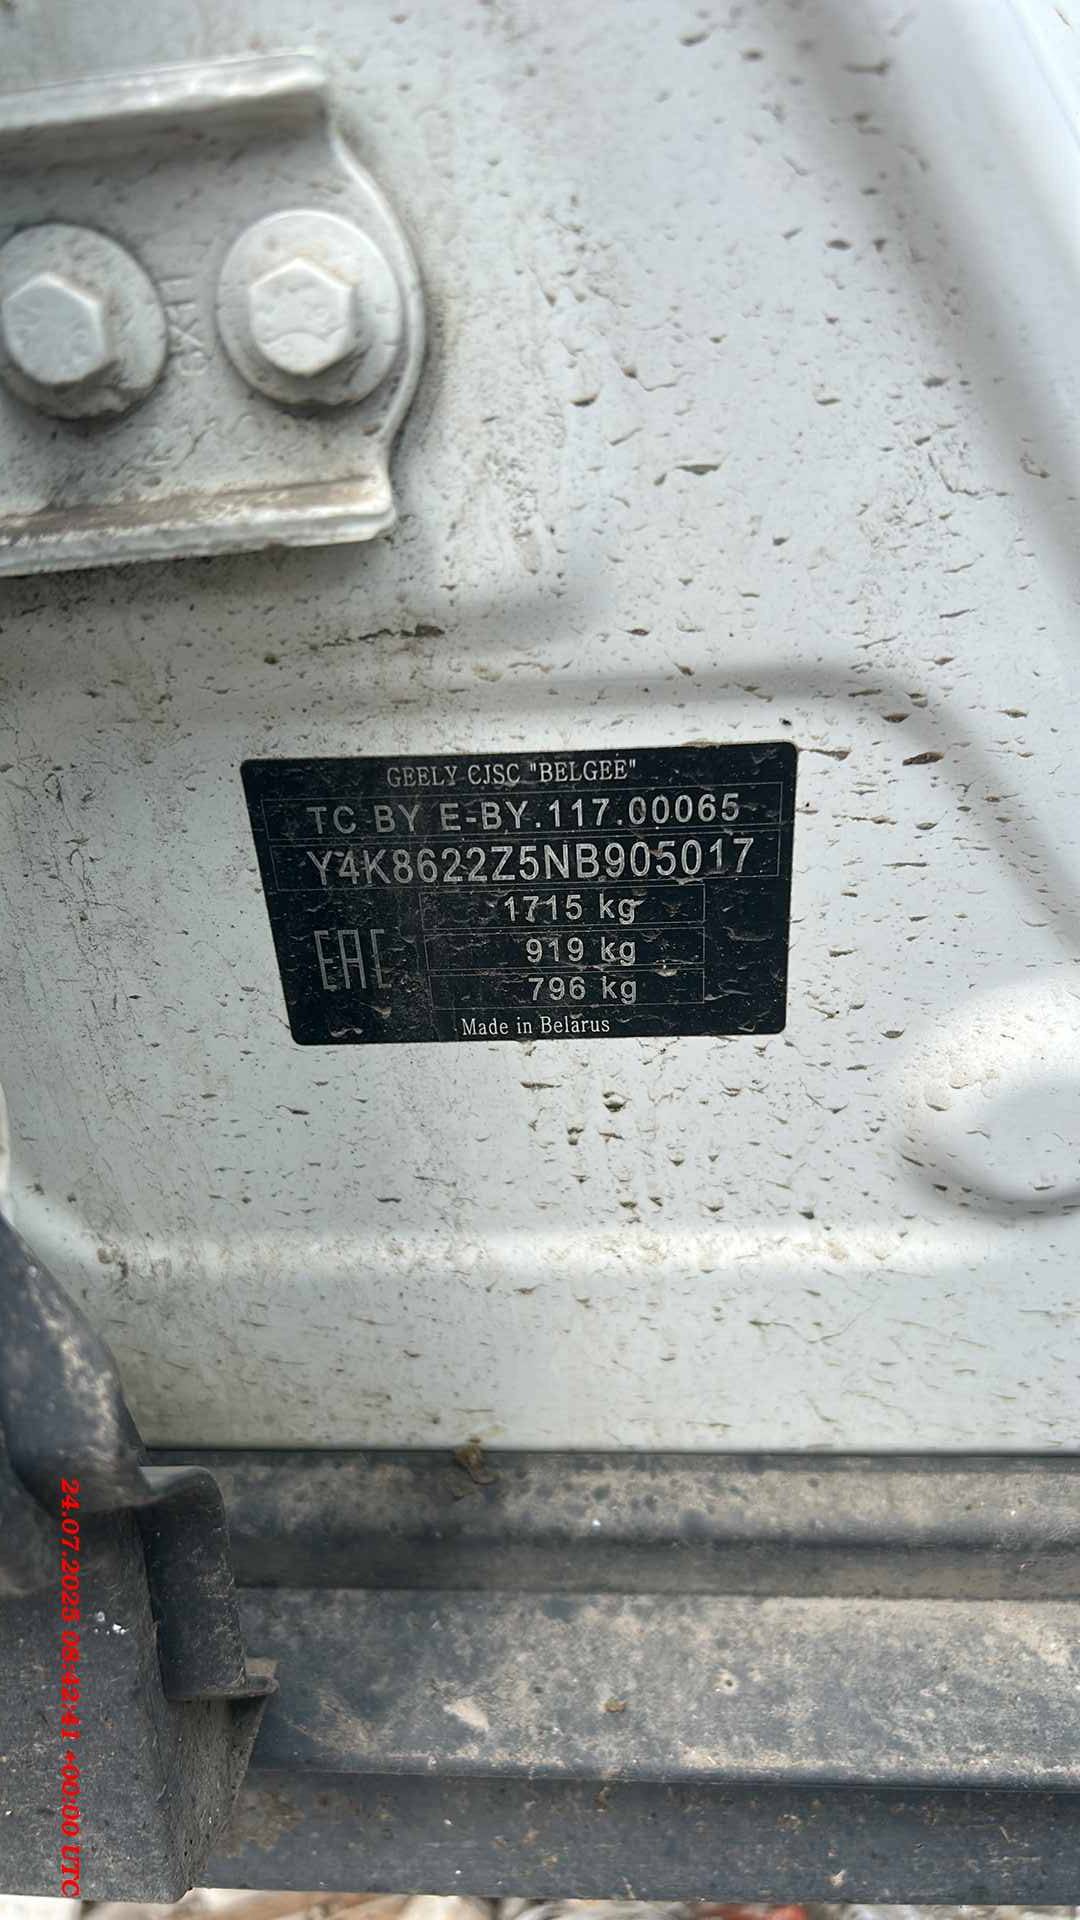 GEELY CJSC "BELGEE"
TC BY E-BY.117.00065
Y4K8622Z5NB905017
1715 kg
EAC
919 kg
796 kg
Made in Belarus
24.07.2025 08:42:41 +00:00 UTC